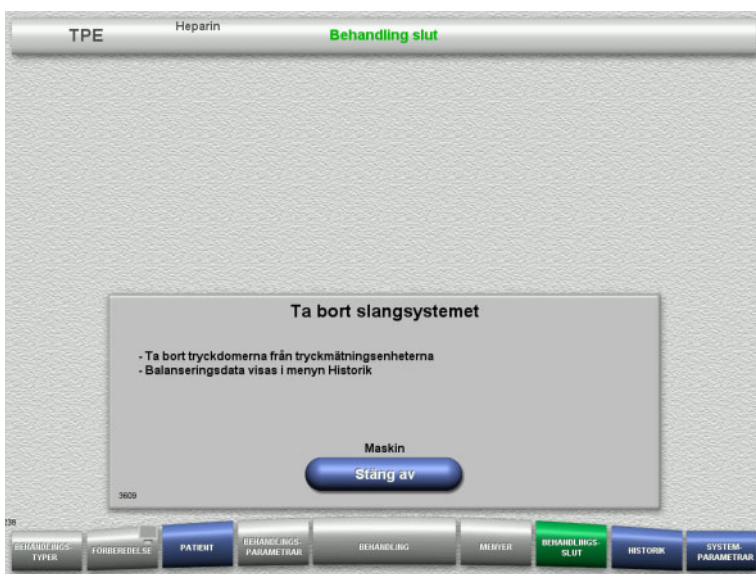 TPE
Heparin
Behandling slut
Ta bort slangsystemet
- Ta bort tryckdomerna från tryckmätningsenheterna
- Balanseringsdata visas i menyn Historik
Maskin
Stäng av
3609
238
BEHANDLINGS-
TYPER
FÖRBEREDELSE
PATIENT
BEHANDLINGS-
PARAMETRAR
BEHANDLING
MENYER
BEHANDLINGS-
SLUT
HISTORIK
SYSTEM-
PARAMETRAR